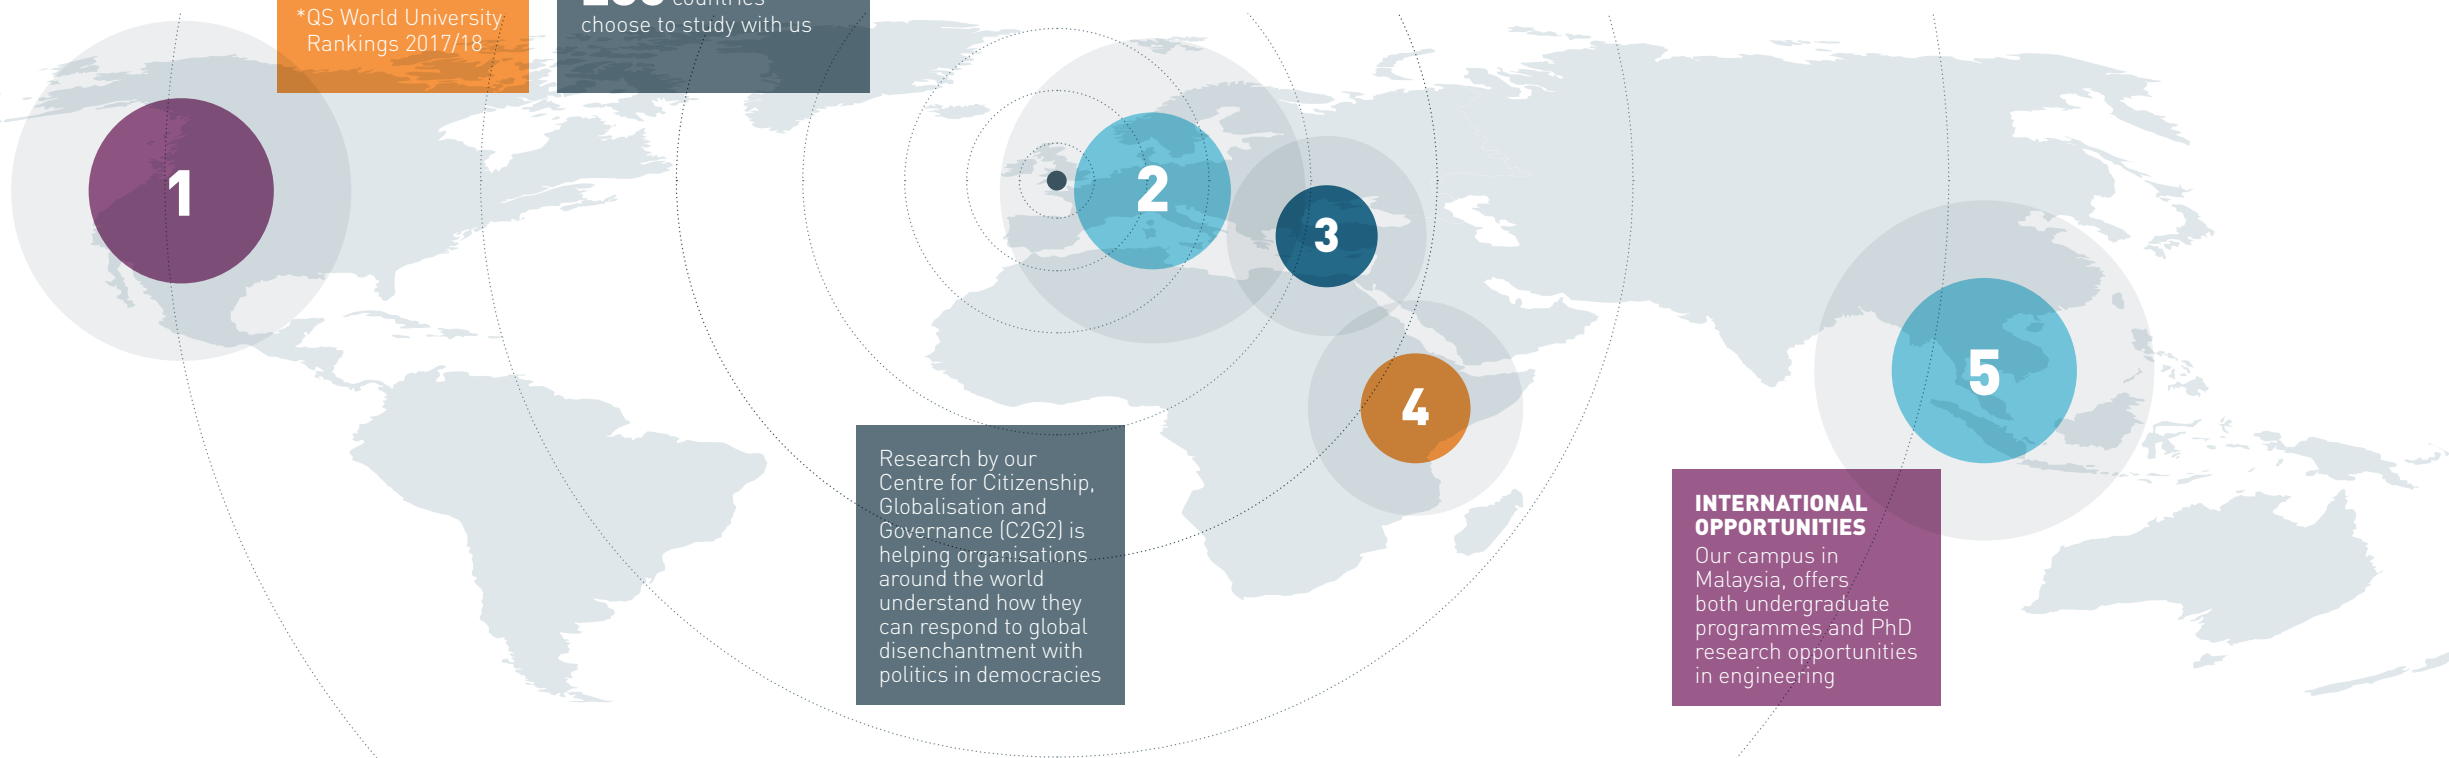 *QS World University
Rankings 2017/18
countries
choose to study with us
1
2
3
4
5
Research by our
Centre for Citizenship,
Globalisation and
Governance (C2G2) is
helping organisations
around the world
understand how they
can respond to global
disenchantment with
politics in democracies
INTERNATIONAL
OPPORTUNITIES
Our campus in
Malaysia, offers
both undergraduate
programmes and PhD
research opportunities
in engineering